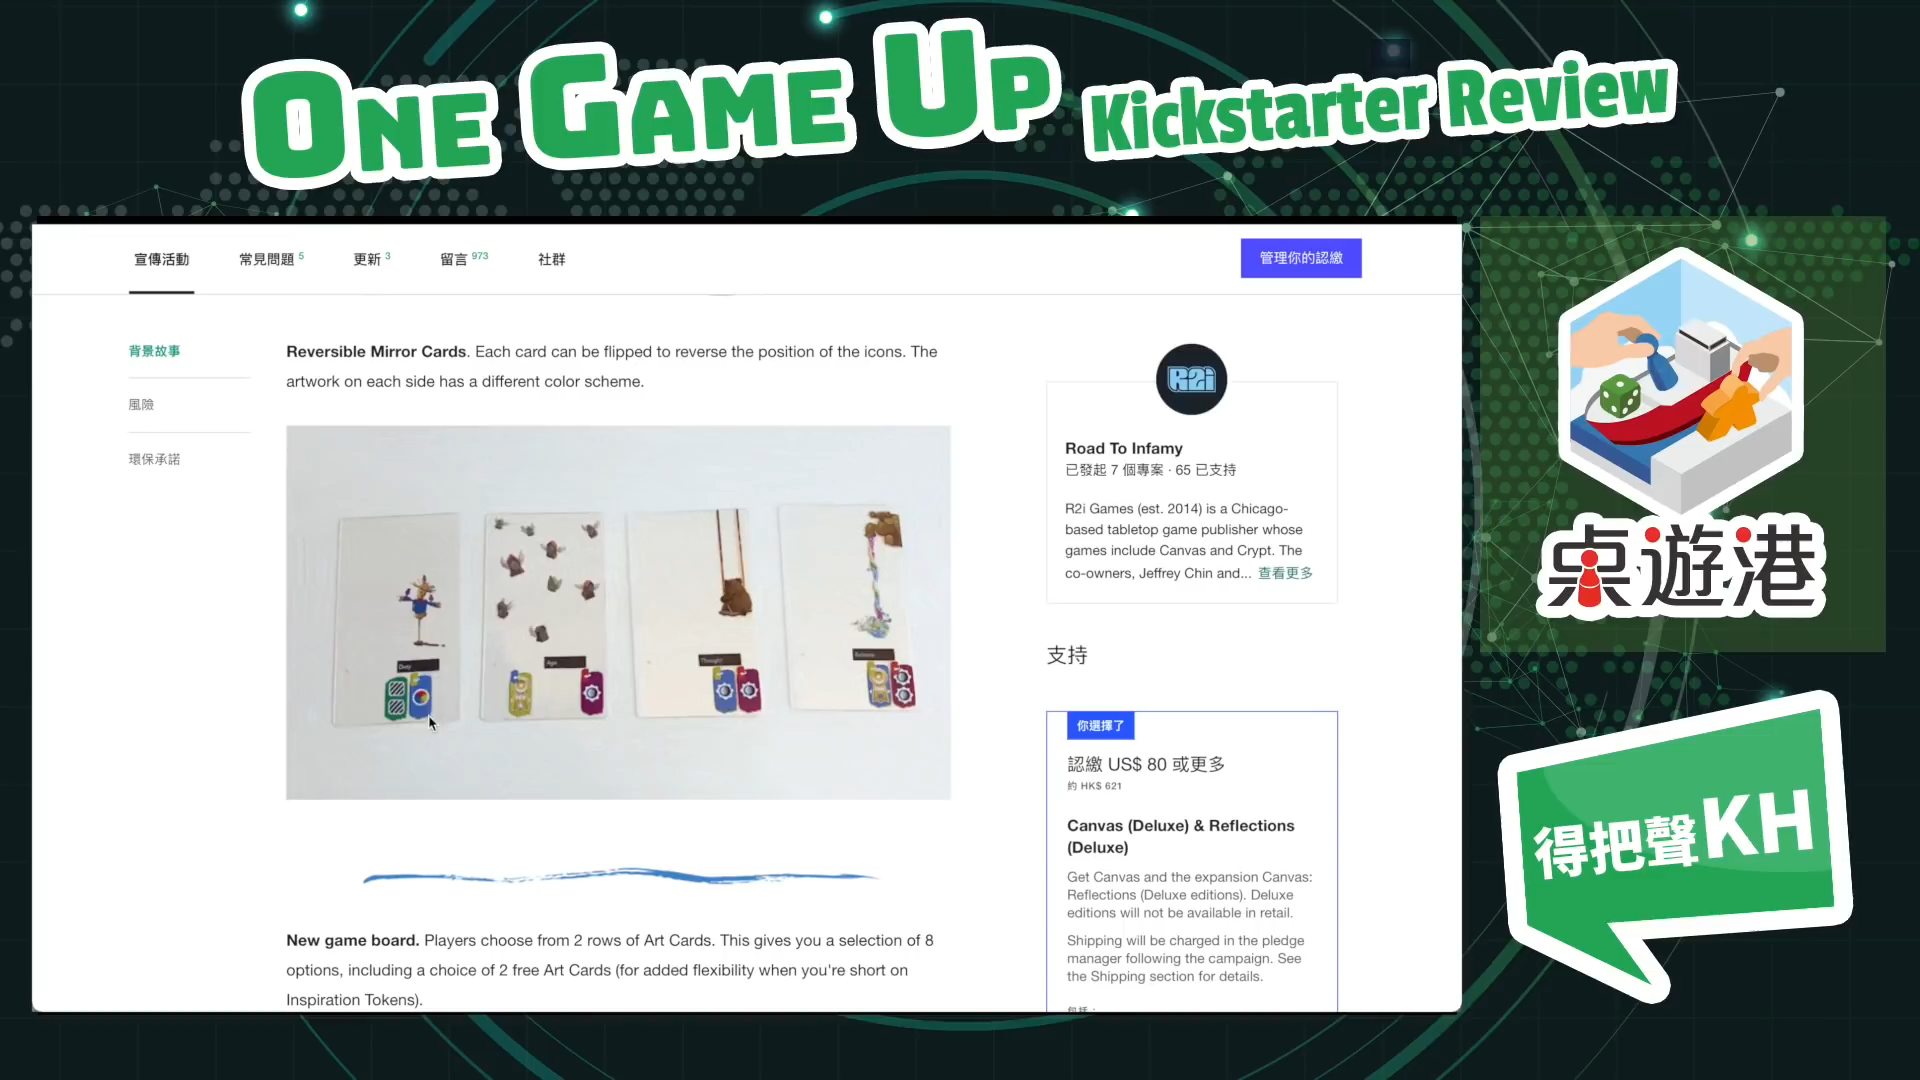 ONE GAME UP Kickstarter Review
宣傳活動 常見問題 5 更新 3 留言 973 社群 管理你的認繳
背景故事
風險
環保承諾
Reversible Mirror Cards. Each card can be flipped to reverse the position of the icons. The
artwork on each side has a different color scheme.
Duty
Age
Thought
New game board. Players choose from 2 rows of Art Cards. This gives you a selection of 8
options, including a choice of 2 free Art Cards (for added flexibility when you're short on
Inspiration Tokens).
R2i
Road To Infamy
已發起 7 個專案 · 65 已支持
R2i Games (est. 2014) is a Chicago-
based tabletop game publisher whose
games include Canvas and Crypt. The
co-owners, Jeffrey Chin and... 查看更多
支持
你選擇了
認繳 US$ 80 或更多
約 HK$ 621
Canvas (Deluxe) & Reflections
(Deluxe)
Get Canvas and the expansion Canvas:
Reflections (Deluxe editions). Deluxe
editions will not be available in retail.
Shipping will be charged in the pledge
manager following the campaign. See
the Shipping section for details.
桌遊港
得把聲KH